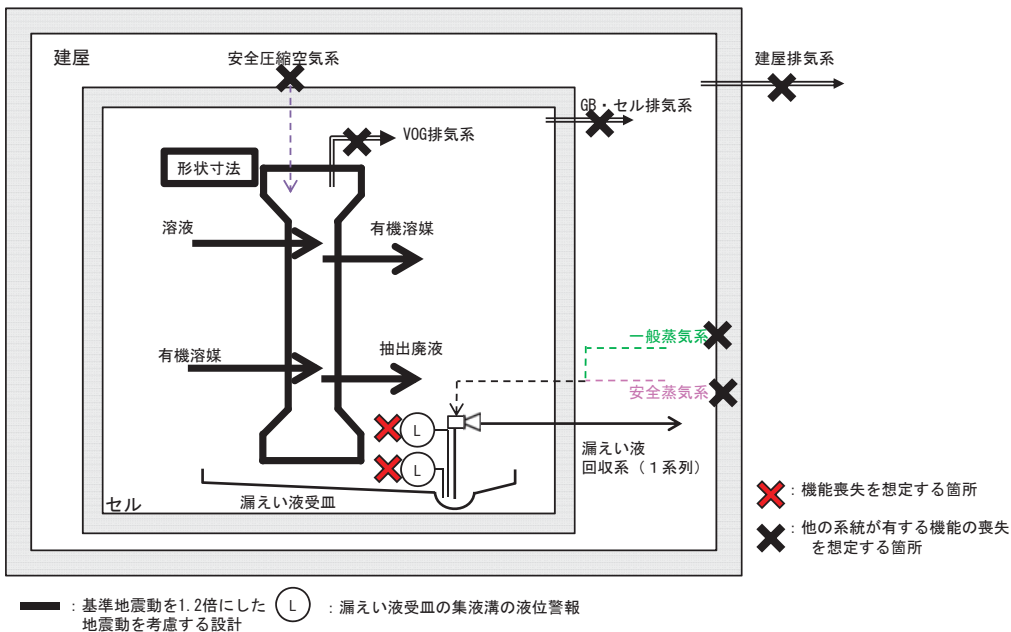 建屋
安全圧縮空気系
建屋排気系
GB・セル排気系
VOG排気系
形状寸法
溶液
有機溶媒
有機溶媒
抽出廃液
一般蒸気系
安全蒸気系
L
L
漏えい液
回収系（１系列）
漏えい液受皿
セル
：機能喪失を想定する箇所
：他の系統が有する機能の喪失
を想定する箇所
：基準地震動を1.2倍にした
地震動を考慮する設計
L
：漏えい液受皿の集液溝の液位警報